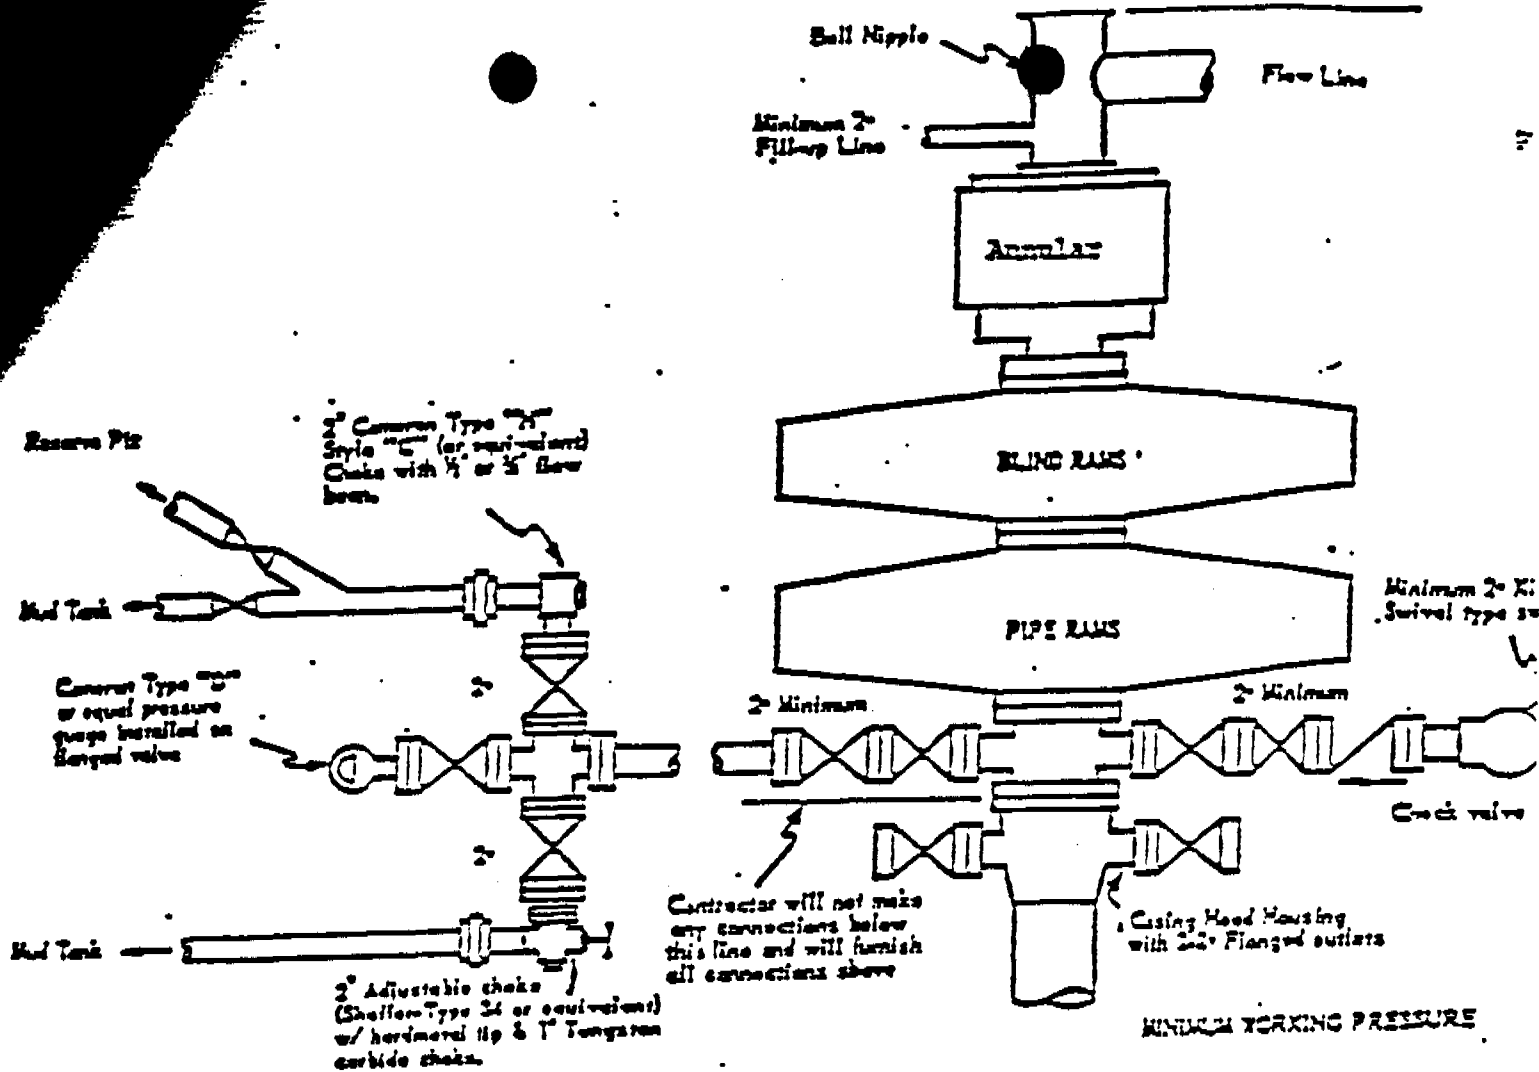 Bell Nipple
Flow Line
Minimum 2"
Fill-up Line
Annular
Reserve Pit
2" Cameron Type "H"
Style "C" (or equivalent)
Choke with ½" or ¾" flow
bean.
BLIND RAMS
Mud Tank
PIPE RAMS
Minimum 2"
Swivel type
Cameron Type "D"
or equal pressure
guage installed on
flanged valve
2"
2" Minimum
2" Minimum
Check valve
2"
Contractor will not make
any connections below
this line and will furnish
all connections above
Casing Head Housing
with Flanged outlets
Mud Tank
2" Adjustable choke
(Shaffer-Type or equivalent)
w/ hardmetal tip & 1" Tungsten
carbide choke.
MINIMUM WORKING PRESSURE